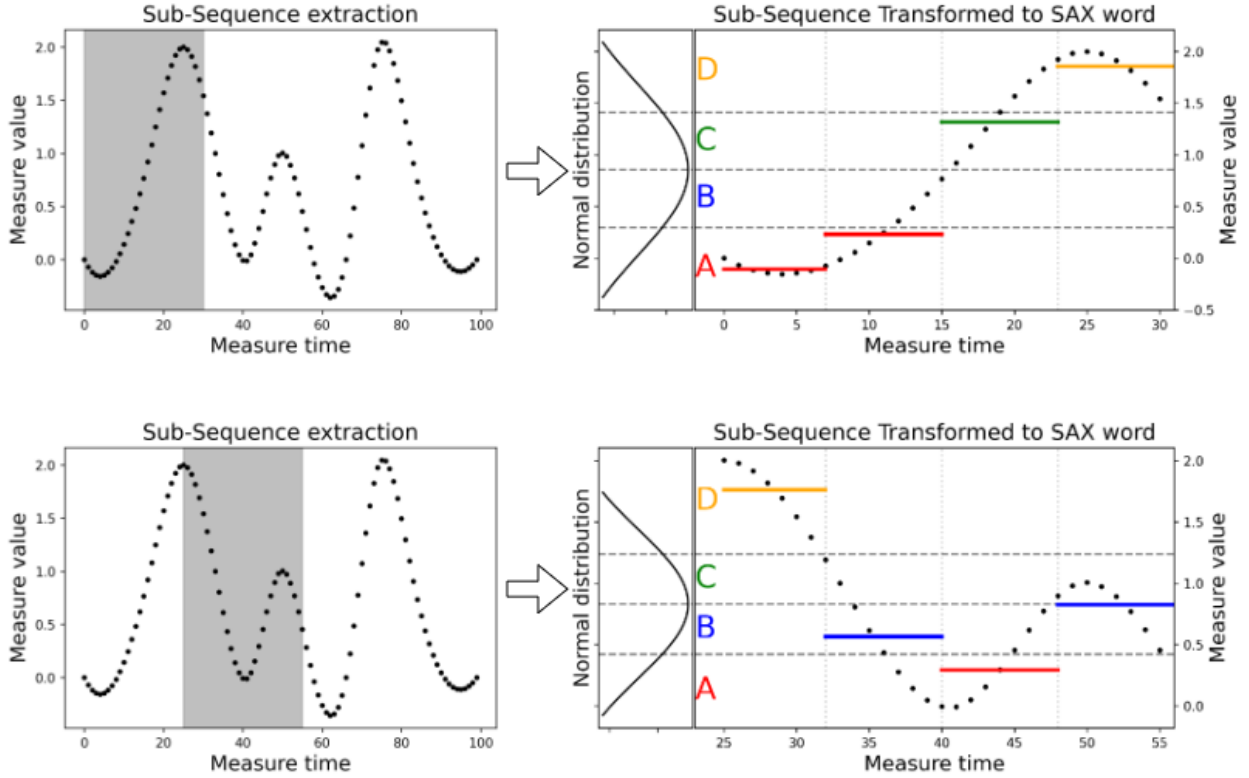 Sub-Sequence extraction
Measure value
2.0
1.5
1.0
0.5
0.0
0 20 40 60 80 100
Measure time
Sub-Sequence Transformed to SAX word
Normal distribution
D
C
B
A
2.0
1.5
1.0
0.5
0.0
−0.5
Measure value
0 5 10 15 20 25 30
Measure time
Sub-Sequence extraction
Measure value
2.0
1.5
1.0
0.5
0.0
0 20 40 60 80 100
Measure time
Sub-Sequence Transformed to SAX word
Normal distribution
D
C
B
A
2.0
1.5
1.0
0.5
0.0
Measure value
25 30 35 40 45 50 55
Measure time